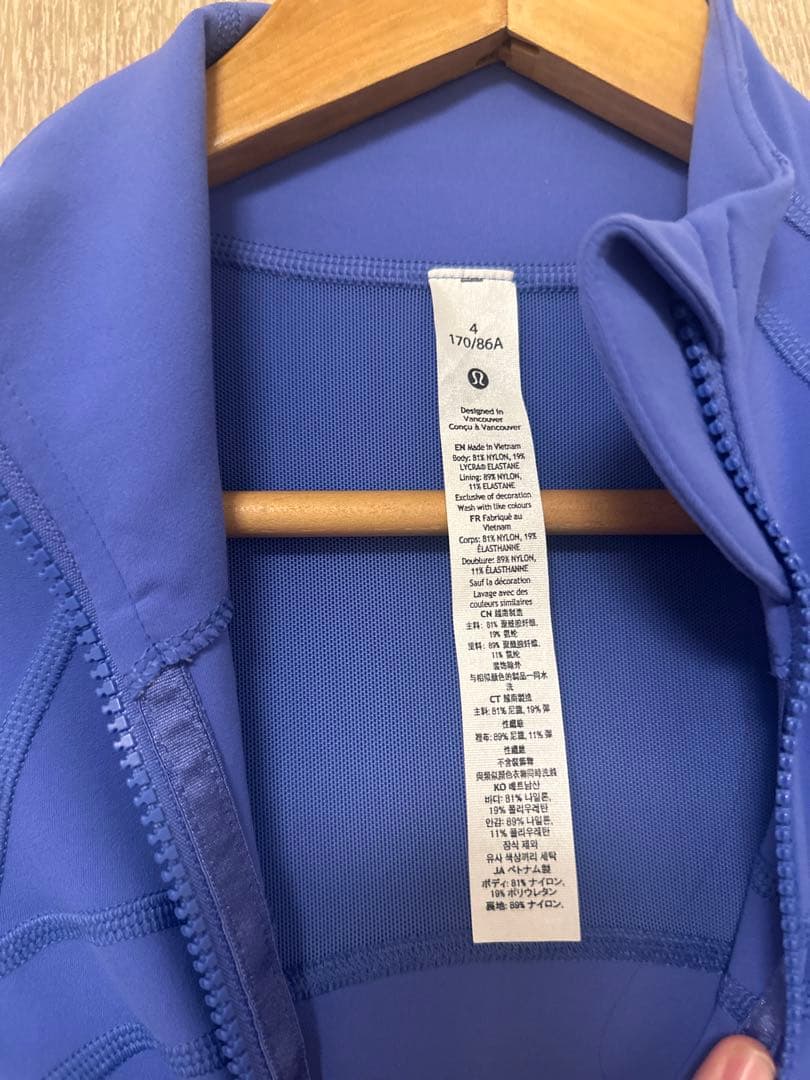 4
170/86A
Designed in
Vancouver
Conçu à Vancouver
EN Made in Vietnam
Body: 81% NYLON, 19%
LYCRA® ELASTANE
Lining: 89% NYLON,
11% ELASTANE
Exclusive of decoration
Wash with like colours
FR Fabriqué au
Vietnam
Corps: 81% NYLON, 19%
ÉLASTHANNE
Doublure: 89% NYLON,
11% ÉLASTHANNE
Sauf la décoration
Lavage avec des
couleurs similaires
CN 越南製造
主料: 81% 聚酰胺纤维,
19% 氨纶
里料: 89% 聚酰胺纤维,
11% 氨纶
装饰除外
与相似颜色的制品一同水
洗
CT 越南製造
主料: 81% 尼龍, 19% 彈
性纖維
裡布: 89% 尼龍, 11% 彈
性纖維
不含裝飾物
與類似顏色衣物同時洗滌
KO 베트남산
바디: 81% 나일론,
19% 폴리우레탄
안감: 89% 나일론,
11% 폴리우레탄
장식 제외
유사 색상끼리 세탁
JA ベトナム製
ボディ: 81% ナイロン,
19% ポリウレタン
裏地: 89% ナイロン,